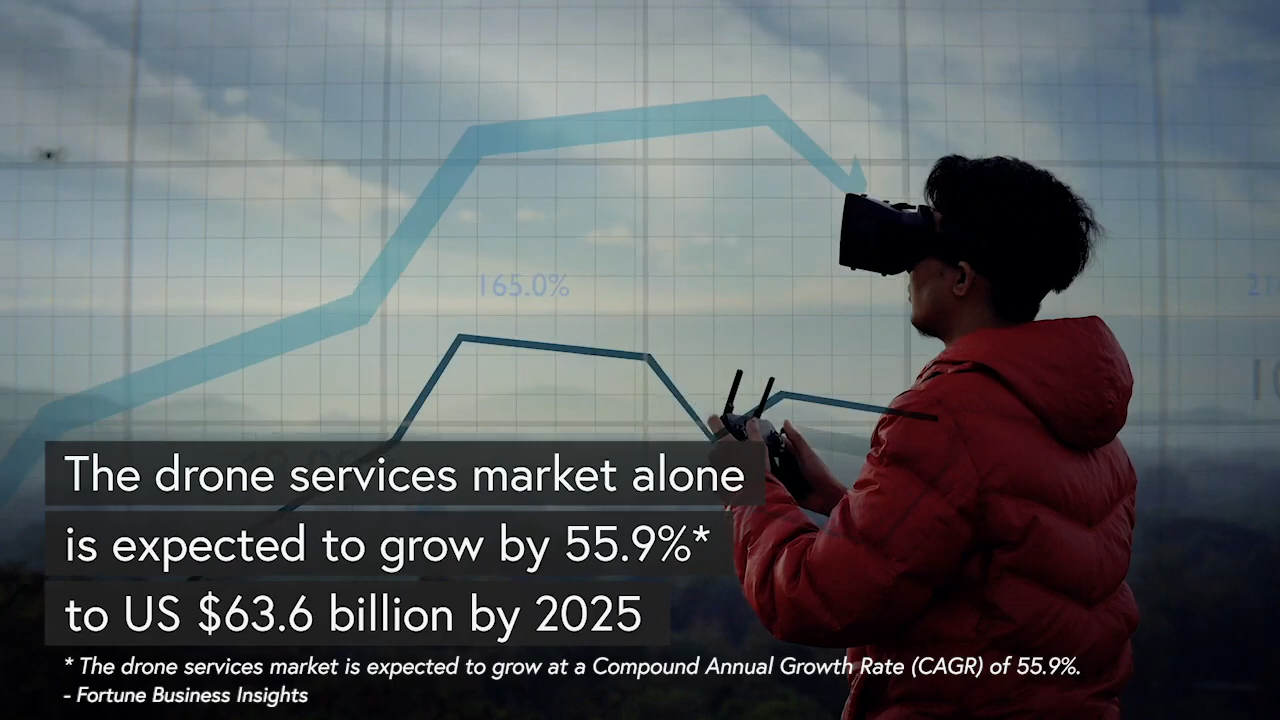 165.0%
The drone services market alone
is expected to grow by 55.9%*
to US $63.6 billion by 2025
* The drone services market is expected to grow at a Compound Annual Growth Rate (CAGR) of 55.9%.
- Fortune Business Insights